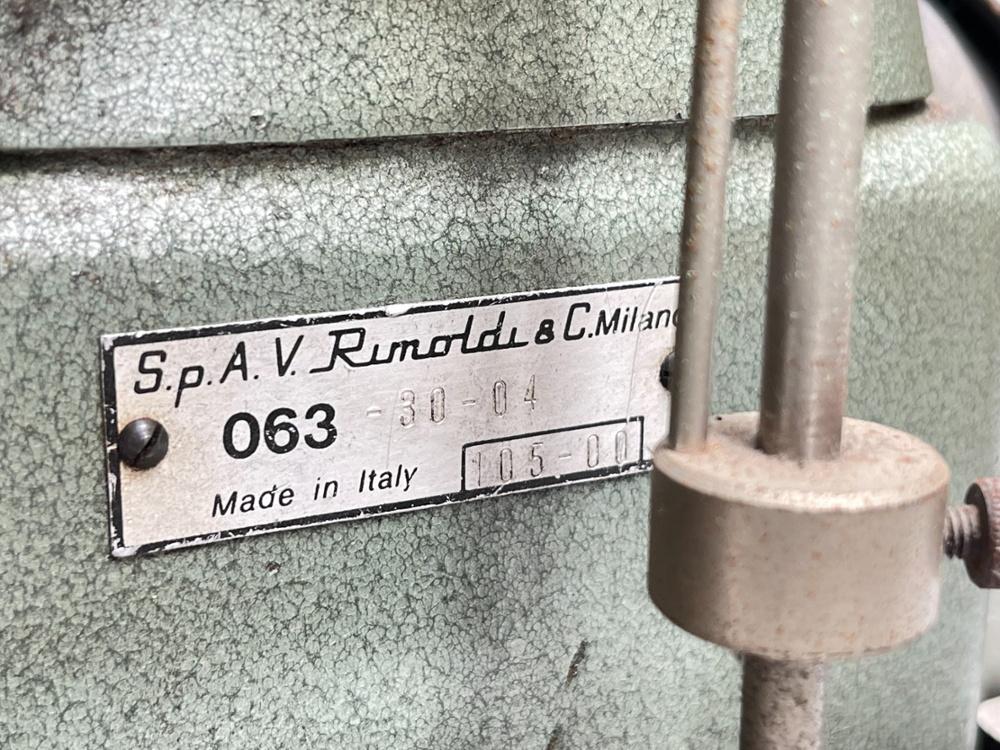 S.p.A. V. Rimoldi & C. Milano
063 - 30 - 04
105-00
Made in Italy